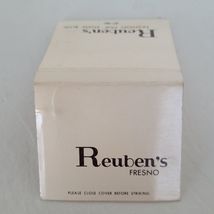 Reuben's
Reuben's
FRESNO
PLEASE CLOSE COVER BEFORE STRIKING